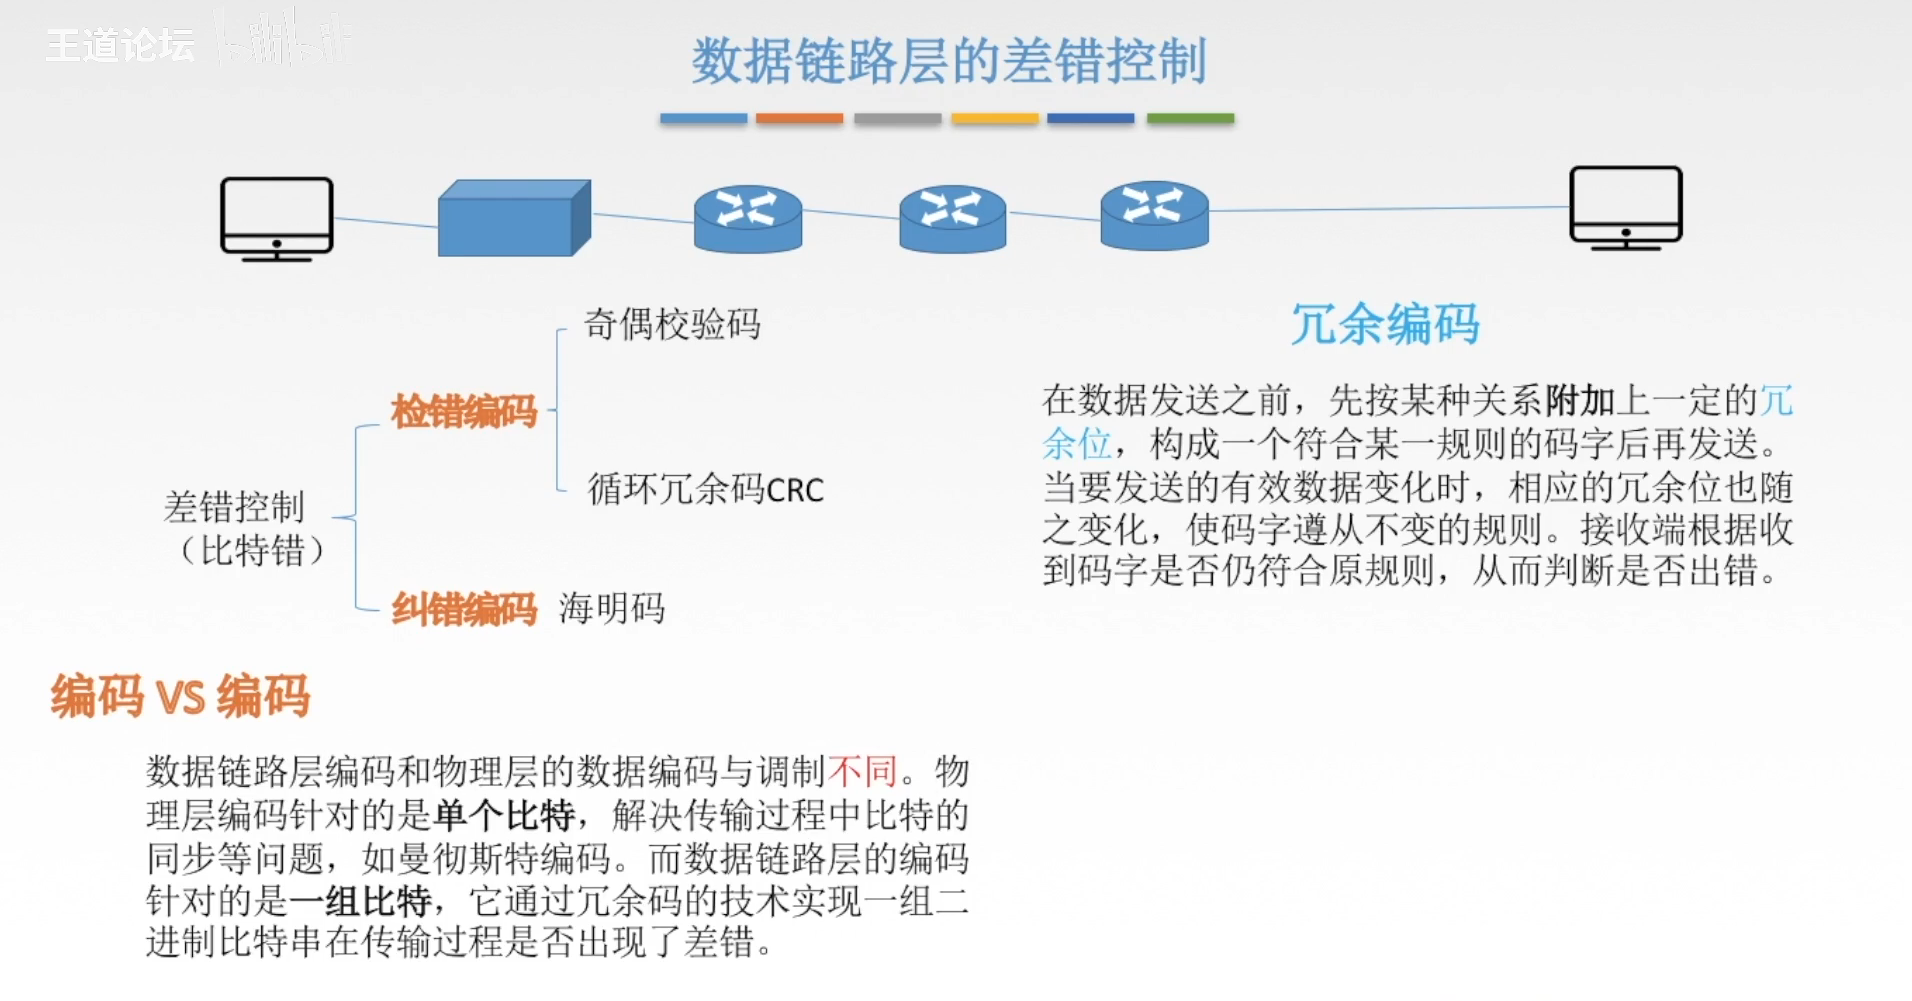 王道论坛 bilibili
数据链路层的差错控制
奇偶校验码
检错编码
循环冗余码CRC
差错控制
（比特错）
纠错编码 海明码
冗余编码
在数据发送之前，先按某种关系附加上一定的冗
余位，构成一个符合某一规则的码字后再发送。
当要发送的有效数据变化时，相应的冗余位也随
之变化，使码字遵从不变的规则。接收端根据收
到码字是否仍符合原规则，从而判断是否出错。
编码 VS 编码
数据链路层编码和物理层的数据编码与调制不同。物
理层编码针对的是单个比特，解决传输过程中比特的
同步等问题，如曼彻斯特编码。而数据链路层的编码
针对的是一组比特，它通过冗余码的技术实现一组二
进制比特串在传输过程是否出现了差错。